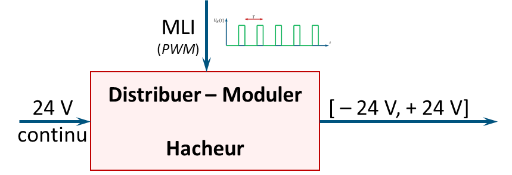 MLI
(PWM)
Distribuer – Moduler
Hacheur
24 V
continu
[ – 24 V, + 24 V]